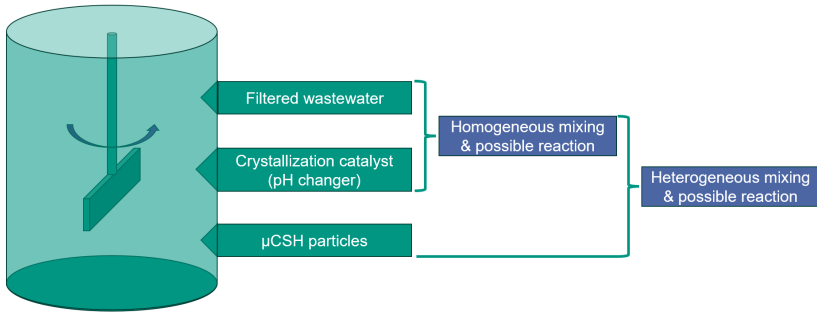 Filtered wastewater
Homogeneous mixing
& possible reaction
Crystallization catalyst
(pH changer)
Heterogeneous mixing
& possible reaction
µCSH particles